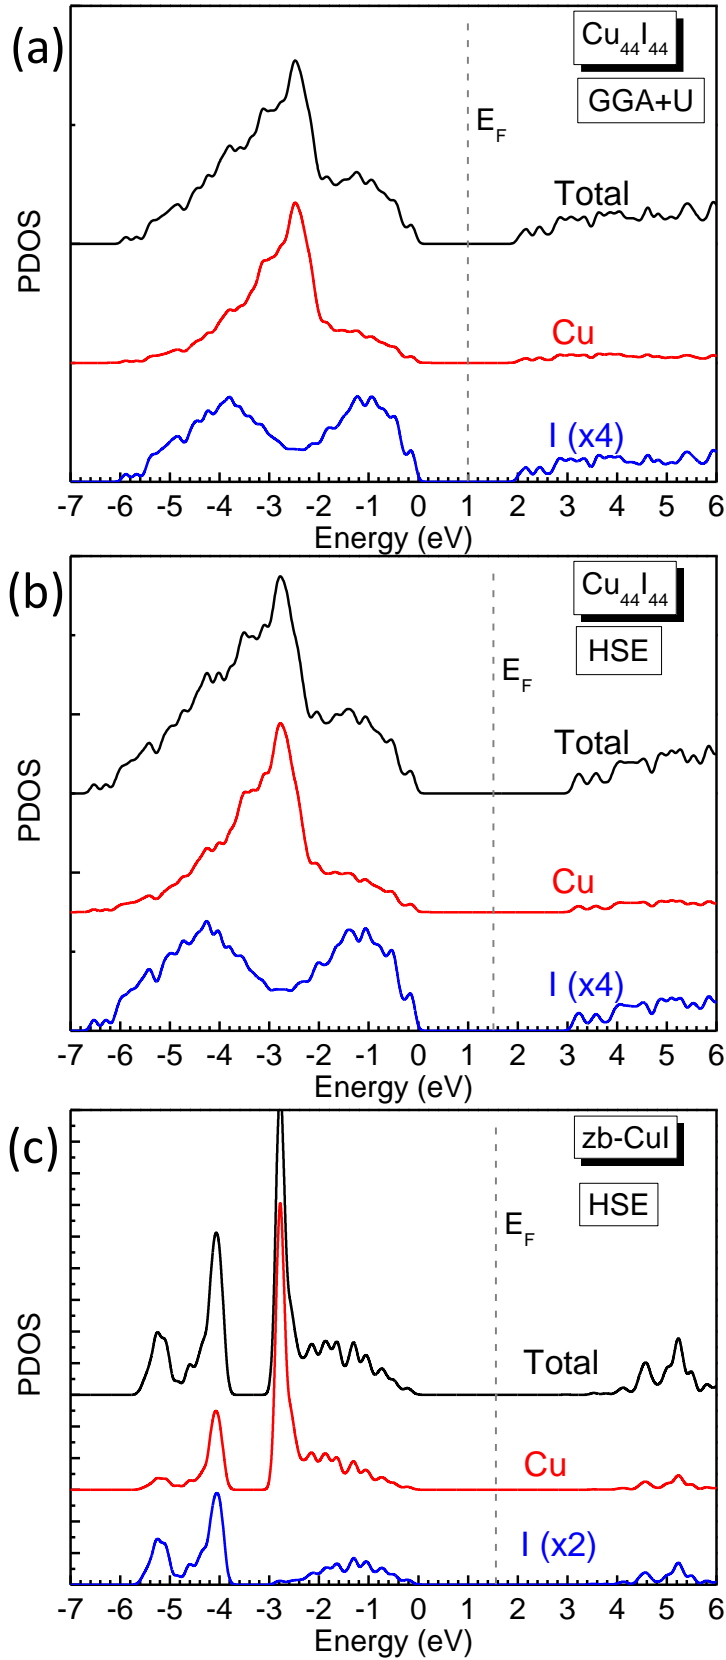 (a)
Cu44I44
GGA+U
EF
Total
Cu
I (x4)
PDOS
-7 -6 -5 -4 -3 -2 -1 0 1 2 3 4 5 6
Energy (eV)
(b)
Cu44I44
HSE
EF
Total
Cu
I (x4)
PDOS
-7 -6 -5 -4 -3 -2 -1 0 1 2 3 4 5 6
Energy (eV)
(c)
zb-CuI
HSE
EF
Total
Cu
I (x2)
PDOS
-7 -6 -5 -4 -3 -2 -1 0 1 2 3 4 5 6
Energy (eV)